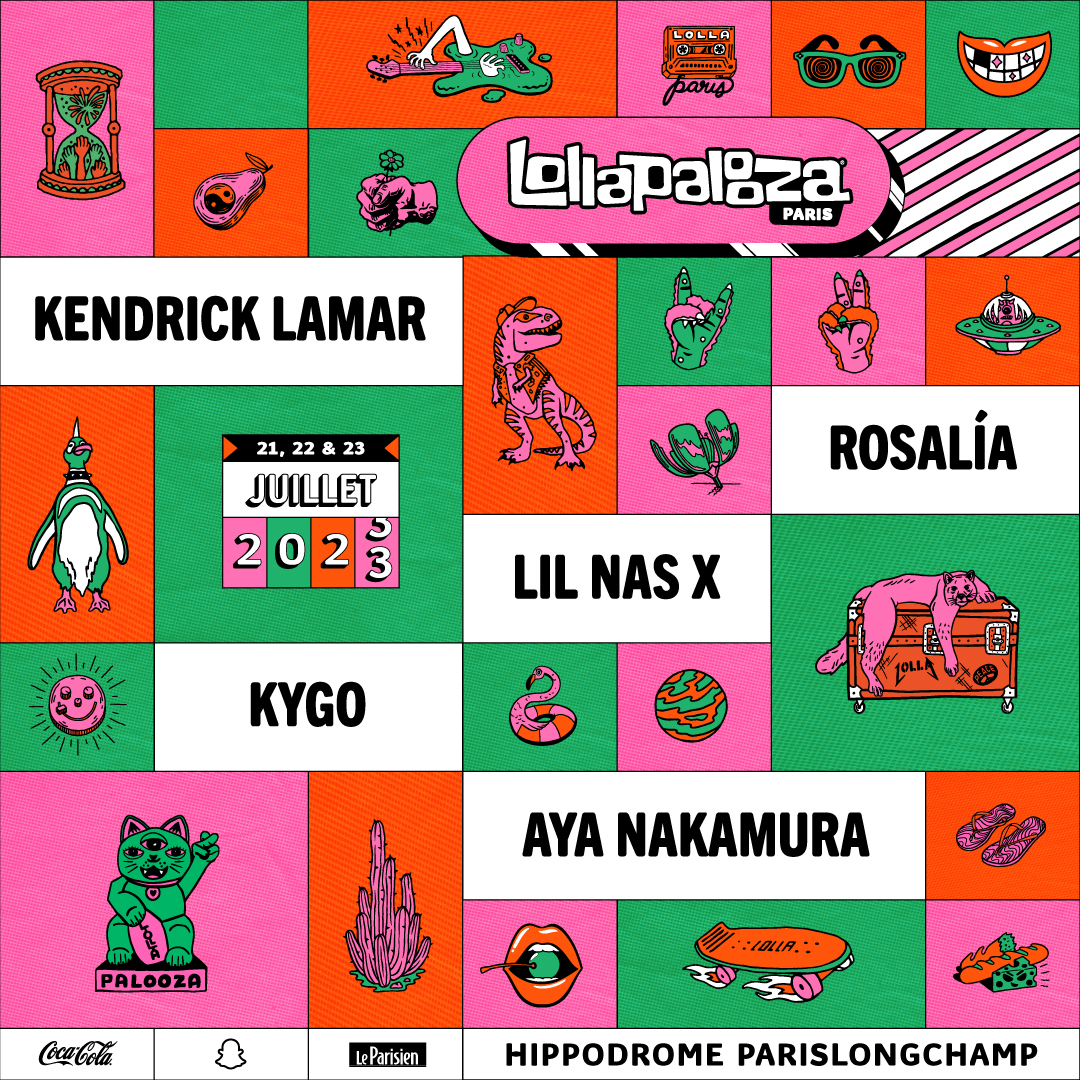 LOLLA
paris
Lollapalooza
PARIS
KENDRICK LAMAR
21, 22 & 23
JUILLET
2023
3
ROSALÍA
LIL NAS X
LOLLA
KYGO
AYA NAKAMURA
LOLLA
PALOOZA
LOLLA
Coca-Cola
Le Parisien
HIPPODROME PARISLONGCHAMP